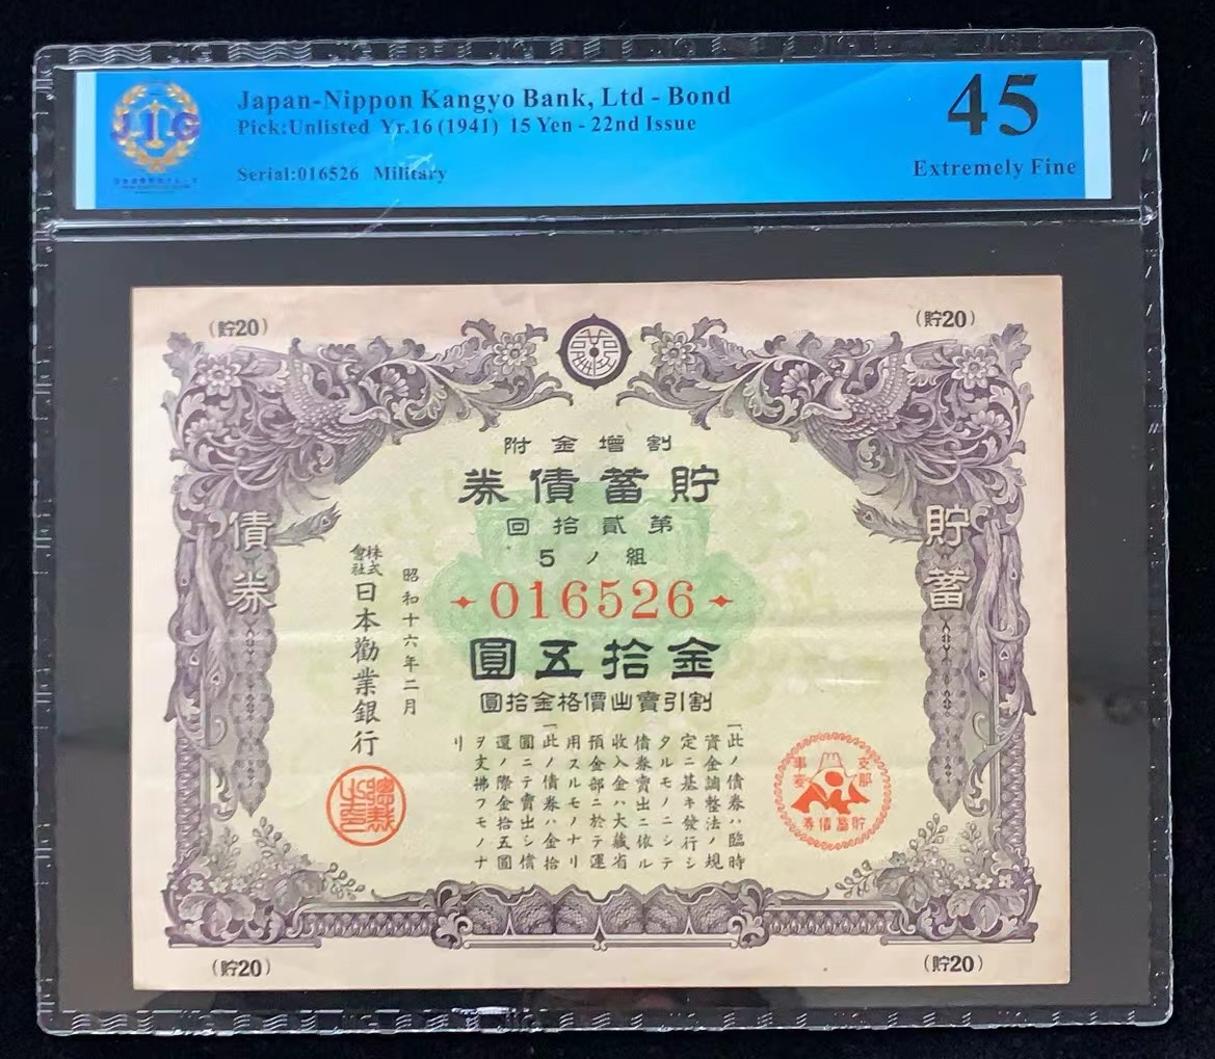 JIG
Japan-Nippon Kangyo Bank, Ltd - Bond
Pick:Unlisted Yr.16 (1941) 15 Yen - 22nd Issue
Serial:016526 Military
45
Extremely Fine
(貯20)
(貯20)
割增金附
貯蓄債券
第貳拾回
組ノ5
016526
金拾五圓
割引賣出價格金拾圓
貯蓄
債券
一此ノ債券ハ臨時
資金調整法ノ規
定ニ基キ發行シ
タルモノニシテ
債券賣出ニ依ル
收入金ハ大藏省
預金部ニ於テ運
用スルモノナリ
一此ノ債券ハ金拾
圓ニテ賣出シ償
還ノ際金拾五圓
ヲ支拂フモノナ
リ
昭和十六年二月
株式會社日本勸業銀行
總裁之印
支那事變
貯蓄債券
(貯20)
(貯20)